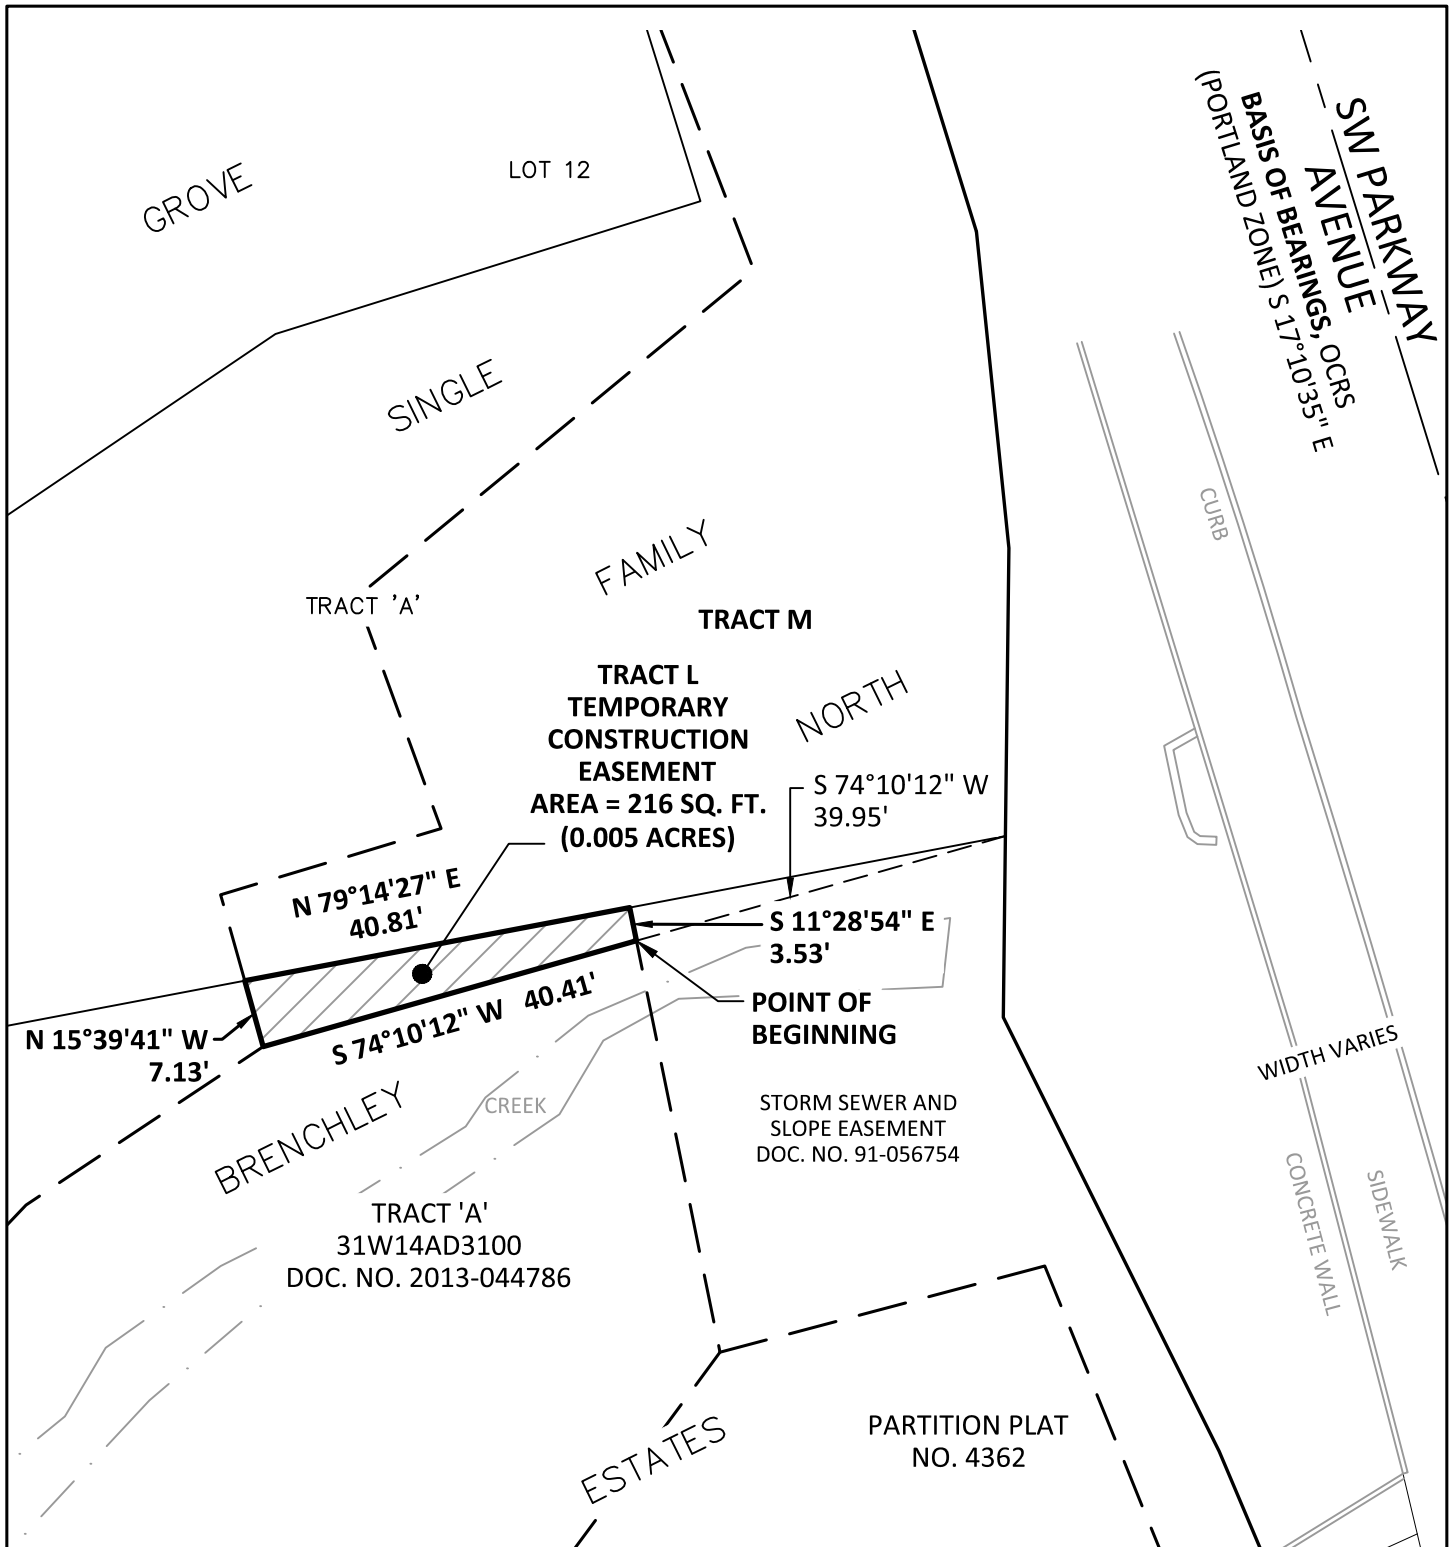 SW PARKWAY
AVENUE
BASIS OF BEARINGS, OCRS
(PORTLAND ZONE) S 17°10'35" E
LOT 12
GROVE
SINGLE
FAMILY
NORTH
CURB
TRACT 'A'
TRACT M
TRACT L
TEMPORARY
CONSTRUCTION
EASEMENT
AREA = 216 SQ. FT.
(0.005 ACRES)
S 74°10'12" W
39.95'
N 79°14'27" E
40.81'
S 11°28'54" E
3.53'
POINT OF
BEGINNING
S 74°10'12" W 40.41'
N 15°39'41" W
7.13'
WIDTH VARIES
BRENCHLEY
CREEK
STORM SEWER AND
SLOPE EASEMENT
DOC. NO. 91-056754
TRACT 'A'
31W14AD3100
DOC. NO. 2013-044786
CONCRETE WALL
SIDEWALK
ESTATES
PARTITION PLAT
NO. 4362